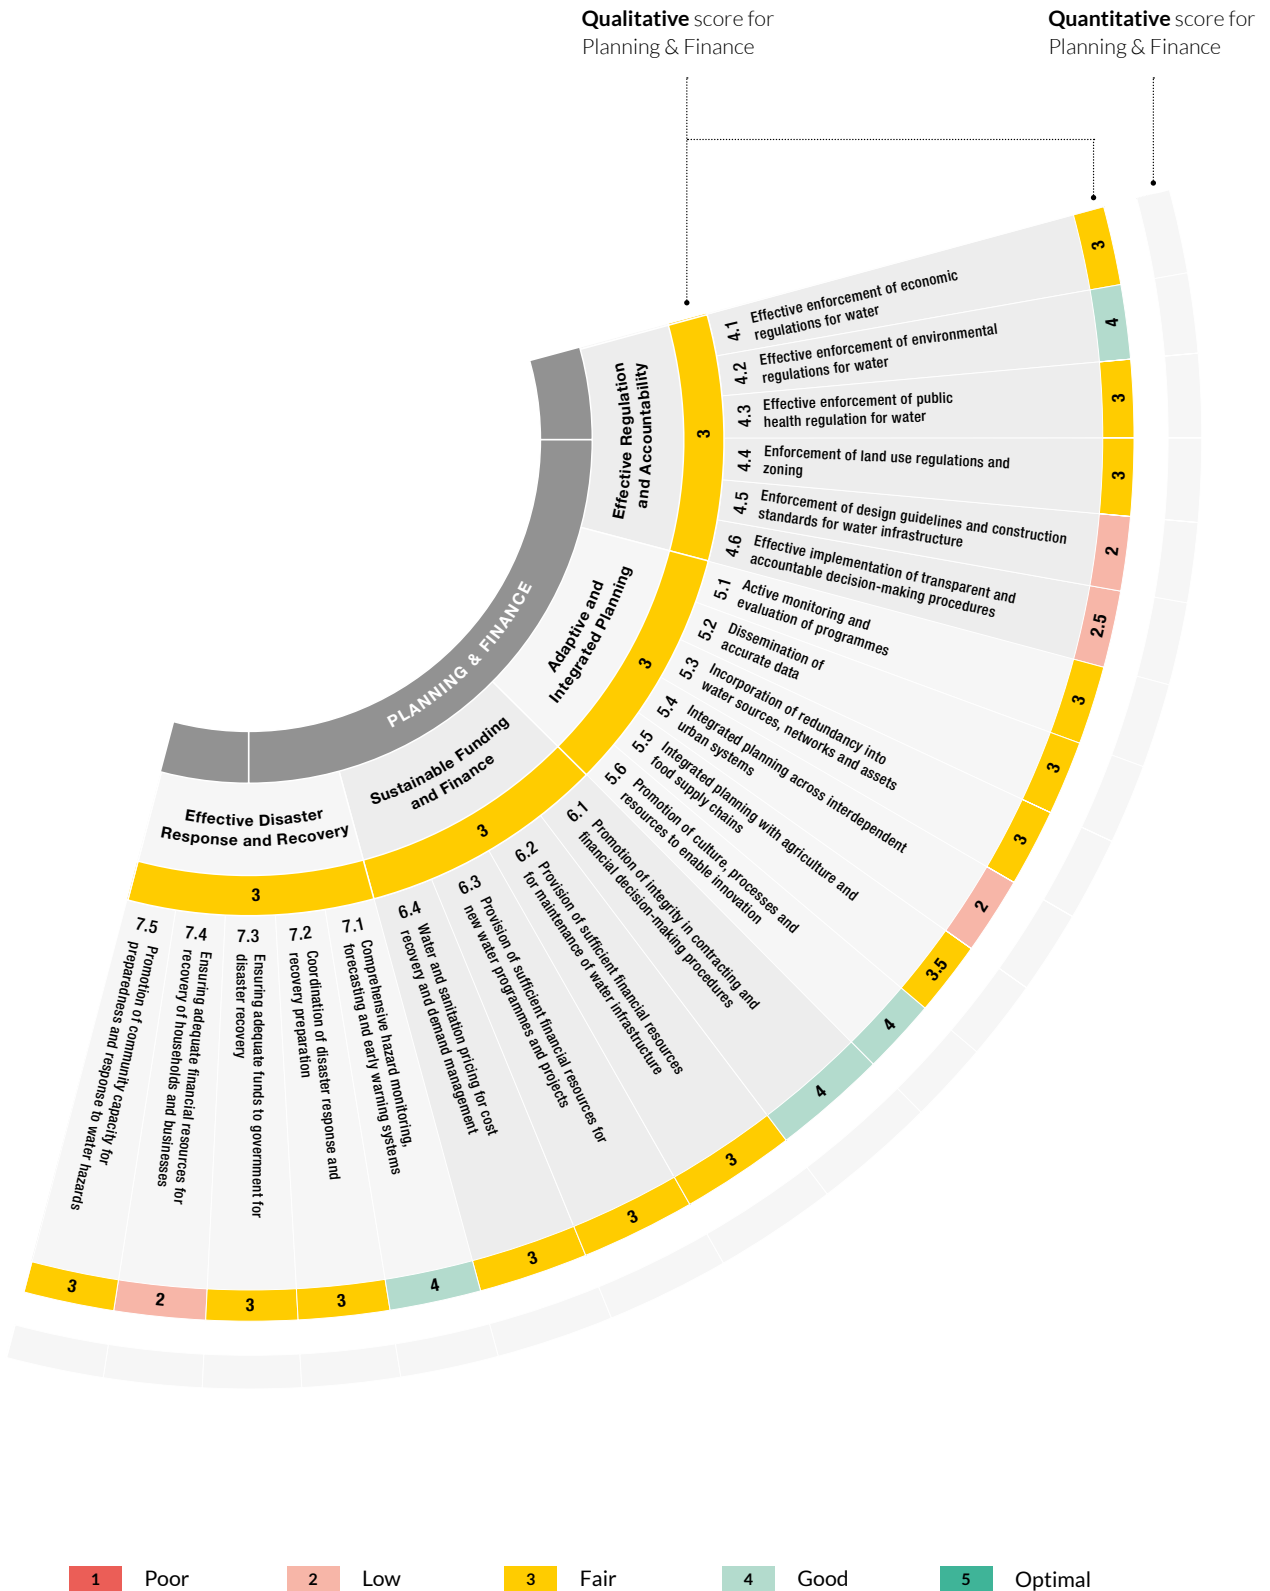 Qualitative score for
Planning & Finance
Quantitative score for
Planning & Finance
PLANNING & FINANCE
Effective Regulation
and Accountability
3
4.1
Effective enforcement of economic
regulations for water
3
4.2
Effective enforcement of environmental
regulations for water
4
4.3
Effective enforcement of public
health regulation for water
3
4.4
Enforcement of land use regulations and
zoning
3
4.5
Enforcement of design guidelines and construction
standards for water infrastructure
2
4.6
Effective implementation of transparent and
accountable decision-making procedures
2.5
Adaptive and
Integrated Planning
3
5.1
Active monitoring and
evaluation of programmes
3
5.2
Dissemination of
accurate data
3
5.3
Incorporation of redundancy into
water sources, networks and assets
3
5.4
Integrated planning across interdependent
urban systems
2
5.5
Integrated planning with agriculture and
food supply chains
3.5
5.6
Promotion of culture, processes and
resources to enable innovation
4
Sustainable Funding
and Finance
3
6.1
Promotion of integrity in contracting and
financial decision-making procedures
4
6.2
Provision of sufficient financial resources
for maintenance of water infrastructure
3
6.3
Provision of sufficient financial resources for
new water programmes and projects
3
6.4
Water and sanitation pricing for cost
recovery and demand management
3
Effective Disaster
Response and Recovery
3
7.1
Comprehensive hazard monitoring,
forecasting and early warning systems
4
7.2
Coordination of disaster response and
recovery preparation
3
7.3
Ensuring adequate funds to government for
disaster recovery
3
7.4
Ensuring adequate financial resources for
recovery of households and businesses
2
7.5
Promotion of community capacity for
preparedness and response to water hazards
3
1 Poor
2 Low
3 Fair
4 Good
5 Optimal